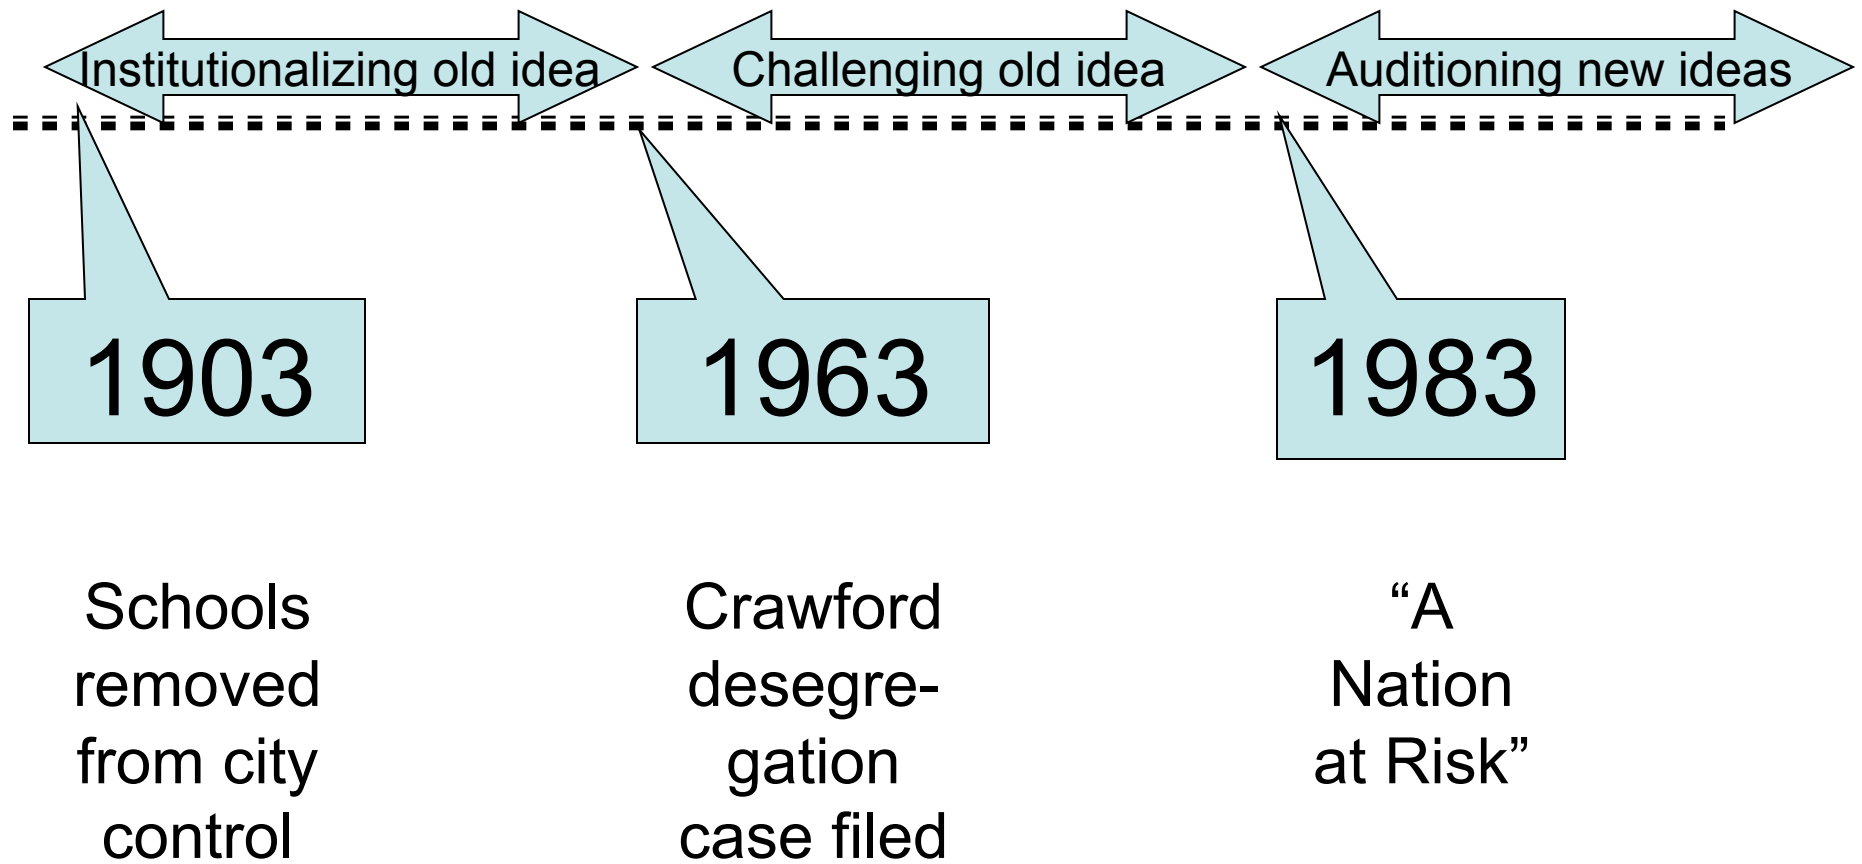 Institutionalizing old idea
Challenging old idea
Auditioning new ideas
1903
1963
1983
Schools
removed
from city
control
Crawford
desegre-
gation
case filed
“A
Nation
at Risk”